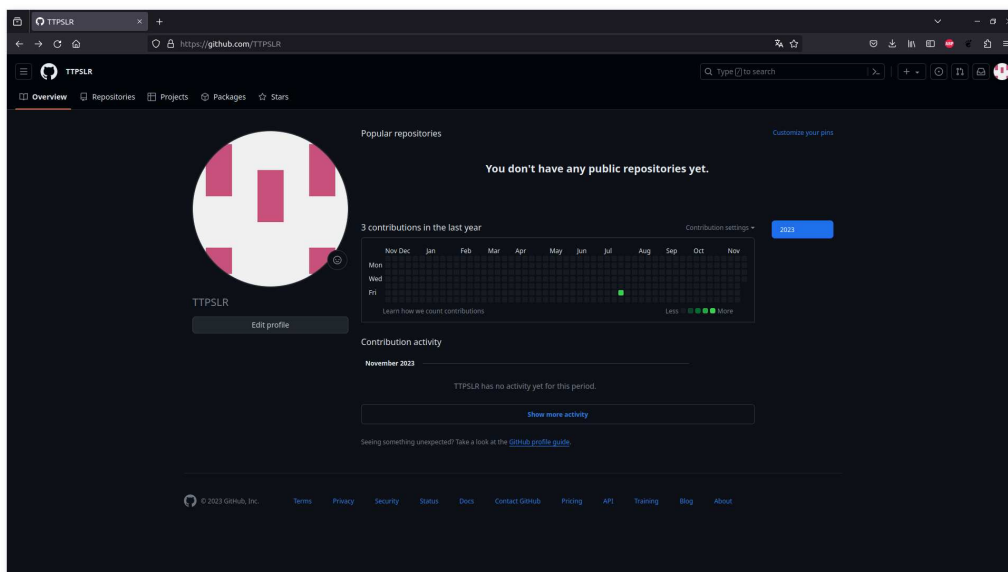 TTPSLR
https://github.com/TTPSLR
TTPSLR
Type / to search
Overview Repositories Projects Packages Stars
Popular repositories
Customize your pins
You don't have any public repositories yet.
3 contributions in the last year
Contribution settings
2023
Nov Dec Jan Feb Mar Apr May Jun Jul Aug Sep Oct Nov
Mon
Wed
Fri
Learn how we count contributions
Less More
TTPSLR
Edit profile
Contribution activity
November 2023
TTPSLR has no activity yet for this period.
Show more activity
Seeing something unexpected? Take a look at the GitHub profile guide.
© 2023 GitHub, Inc. Terms Privacy Security Status Docs Contact GitHub Pricing API Training Blog About